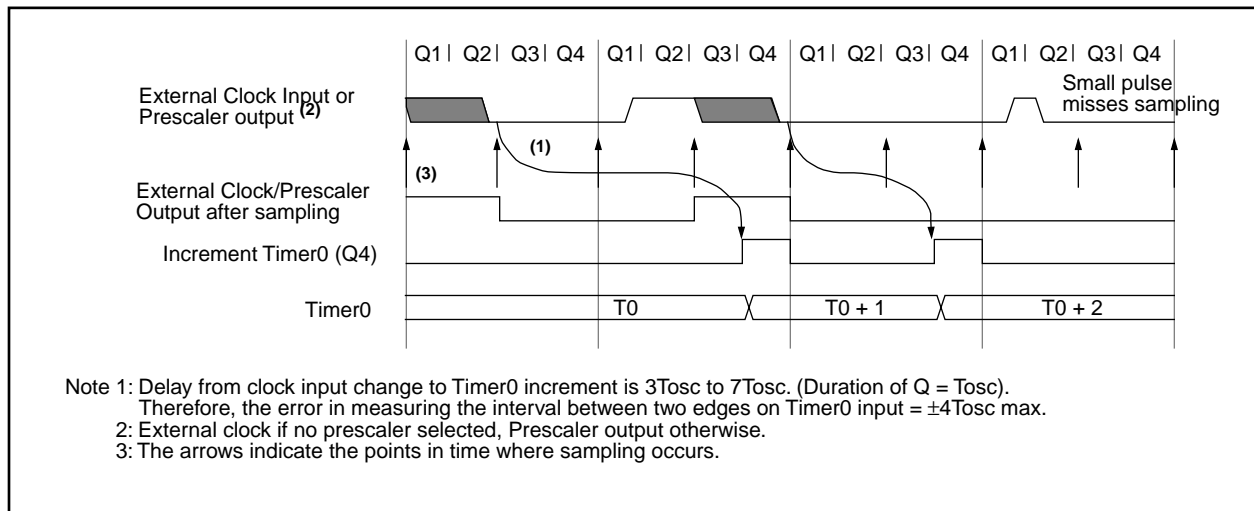 Q1| Q2| Q3| Q4 Q1| Q2| Q3| Q4 Q1| Q2| Q3| Q4 Q1| Q2| Q3| Q4
External Clock Input or
Prescaler output (2)
Small pulse
misses sampling
(1)
(3)
External Clock/Prescaler
Output after sampling
Increment Timer0 (Q4)
Timer0 T0 T0 + 1 T0 + 2
Note 1: Delay from clock input change to Timer0 increment is 3Tosc to 7Tosc. (Duration of Q = Tosc).
Therefore, the error in measuring the interval between two edges on Timer0 input = ±4Tosc max.
2: External clock if no prescaler selected, Prescaler output otherwise.
3: The arrows indicate the points in time where sampling occurs.